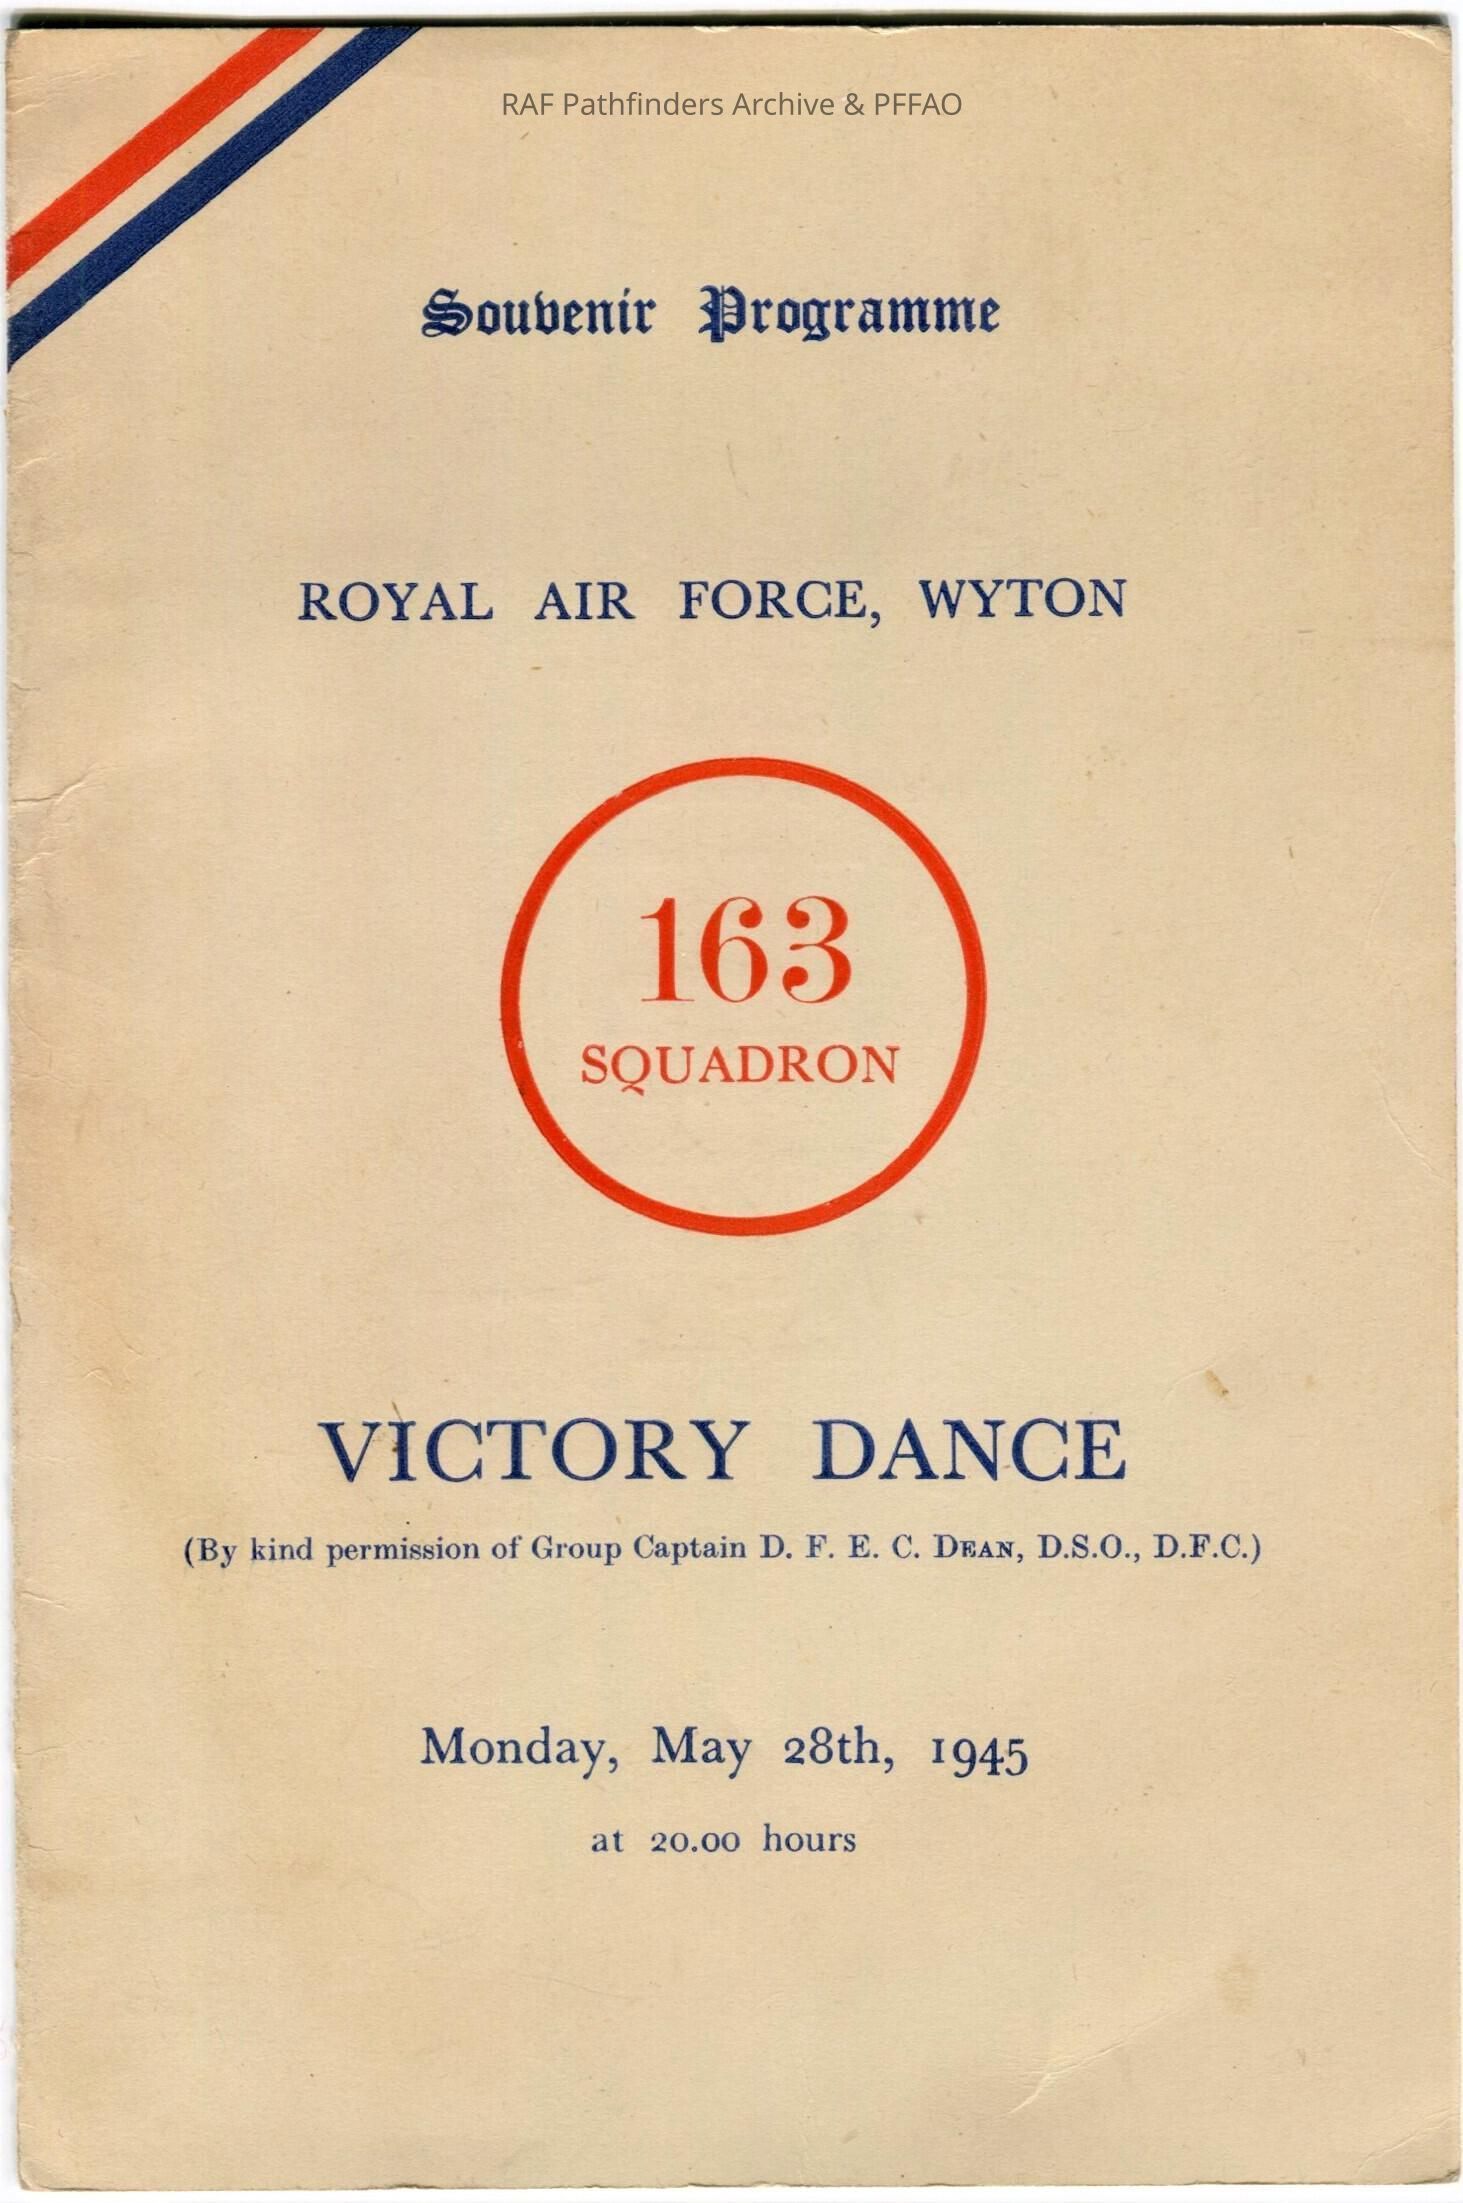 RAF Pathfinders Archive & PFFAO
Souvenir Programme
ROYAL AIR FORCE, WYTON
163
SQUADRON
VICTORY DANCE
(By kind permission of Group Captain D. F. E. C. DEAN, D.S.O., D.F.C.)
Monday, May 28th, 1945
at 20.00 hours